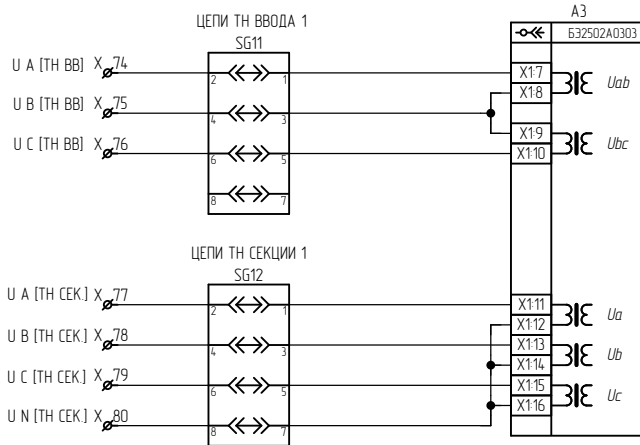 ЦЕПИ ТН ВВОДА 1
SG11
А3
Б32502А0303
U A [ТН ВВ] X 74
2 1
X1:7
X1:8
Uab
U B [ТН ВВ] X 75
4 3
X1:9
U C [ТН ВВ] X 76
6 5
X1:10
Ubc
8 7
ЦЕПИ ТН СЕКЦИИ 1
SG12
U A [ТН СЕК.] X 77
2 1
X1:11
X1:12
Ua
U B [ТН СЕК.] X 78
4 3
X1:13
X1:14
Ub
U C [ТН СЕК.] X 79
6 5
X1:15
X1:16
Uc
U N [ТН СЕК.] X 80
8 7